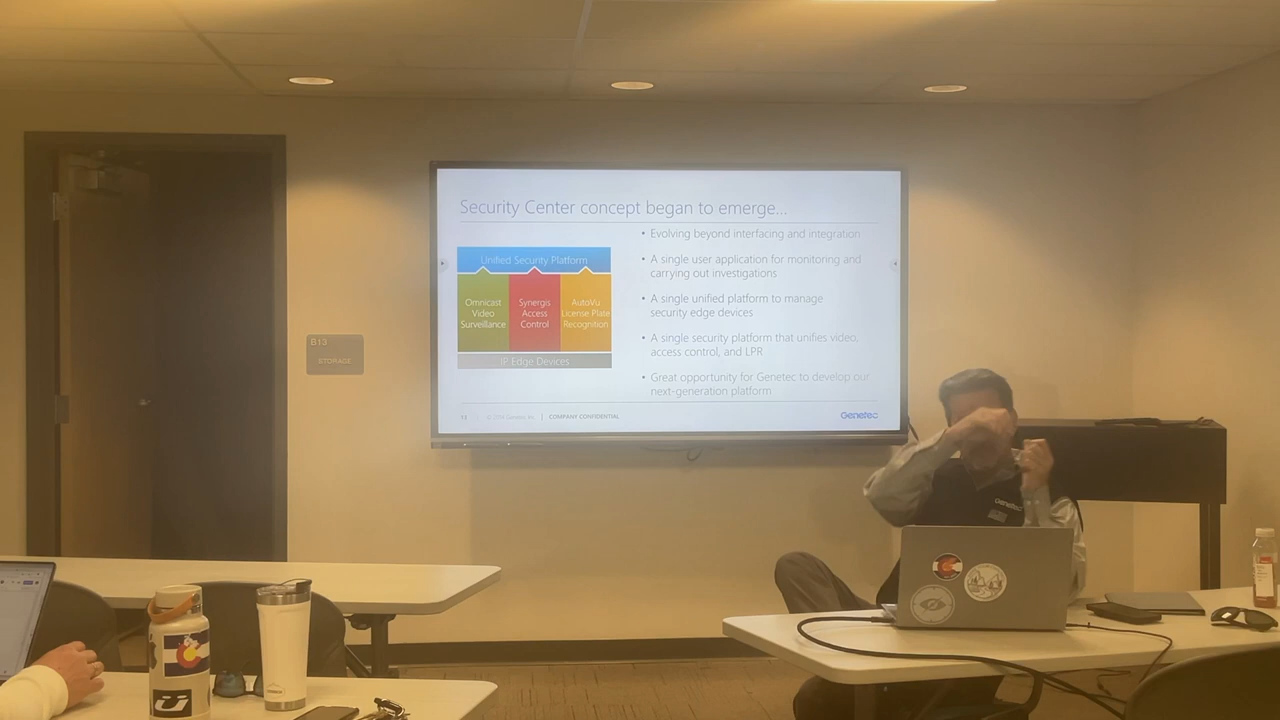 Security Center concept began to emerge...
Unified Security Platform
Omnicast
Video
Surveillance
Synergis
Access
Control
AutoVu
License Plate
Recognition
IP Edge Devices
• Evolving beyond interfacing and integration
• A single user application for monitoring and
carrying out investigations
• A single unified platform to manage
security edge devices
• A single security platform that unifies video,
access control, and LPR
• Great opportunity for Genetec to develop our
next-generation platform
COMPANY CONFIDENTIAL
Genetec
B13
STORAGE
Genetec